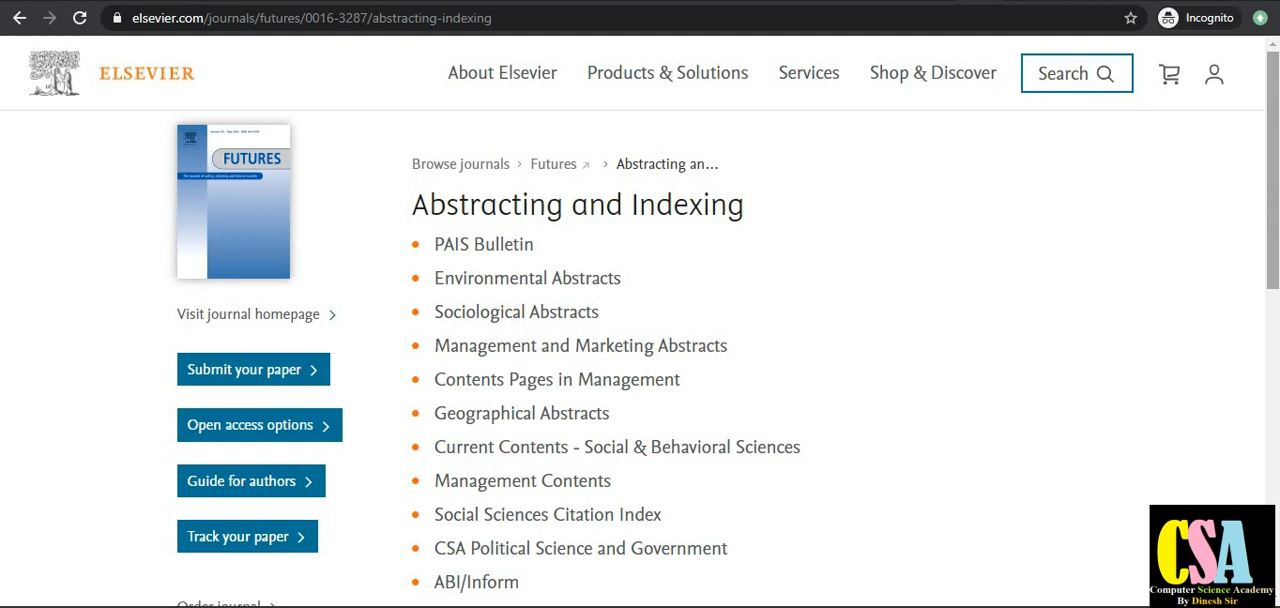 elsevier.com/journals/futures/0016-3287/abstracting-indexing
Incognito
ELSEVIER
About Elsevier
Products & Solutions
Services
Shop & Discover
Search
FUTURES
Browse journals > Futures > Abstracting an...
Abstracting and Indexing
• PAIS Bulletin
• Environmental Abstracts
• Sociological Abstracts
• Management and Marketing Abstracts
• Contents Pages in Management
• Geographical Abstracts
• Current Contents - Social & Behavioral Sciences
• Management Contents
• Social Sciences Citation Index
• CSA Political Science and Government
• ABI/Inform
Visit journal homepage >
Submit your paper >
Open access options >
Guide for authors >
Track your paper >
Order journal >
CSA
Computer Science Academy
By Dinesh Sir